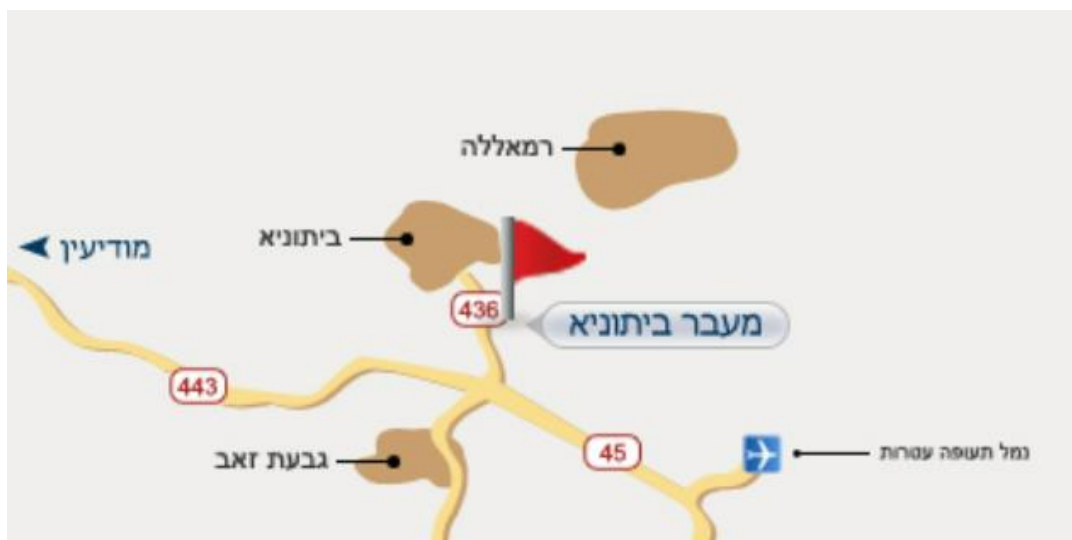 רמאללה
ביתוניא
מודיעין
436
מעבר ביתוניא
443
45
גבעת זאב
נמל תעופה עטרות